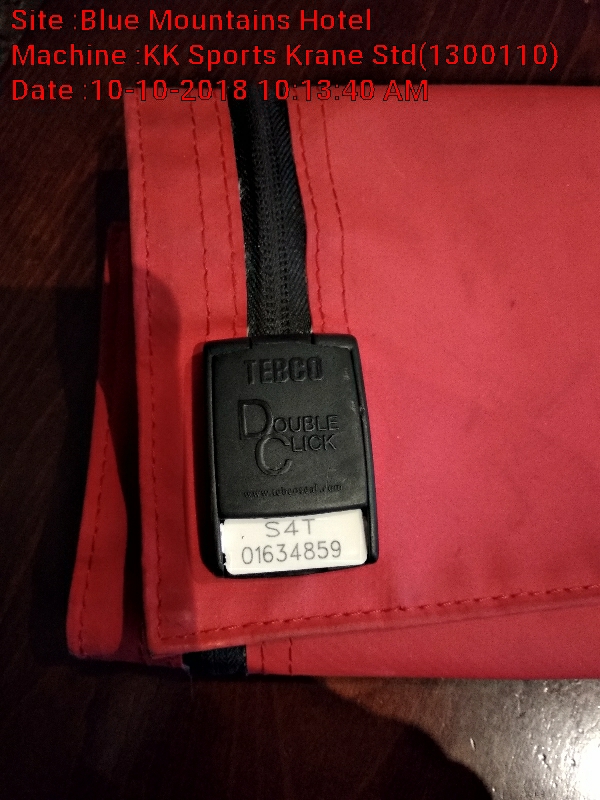 Site :Blue Mountains Hotel
Machine :KK Sports Krane Std(1300110)
Date :10-10-2018 10:13:40 AM
TEBCO
DOUBLE
CLICK
www.tebcoseal.com
S4T
01634859